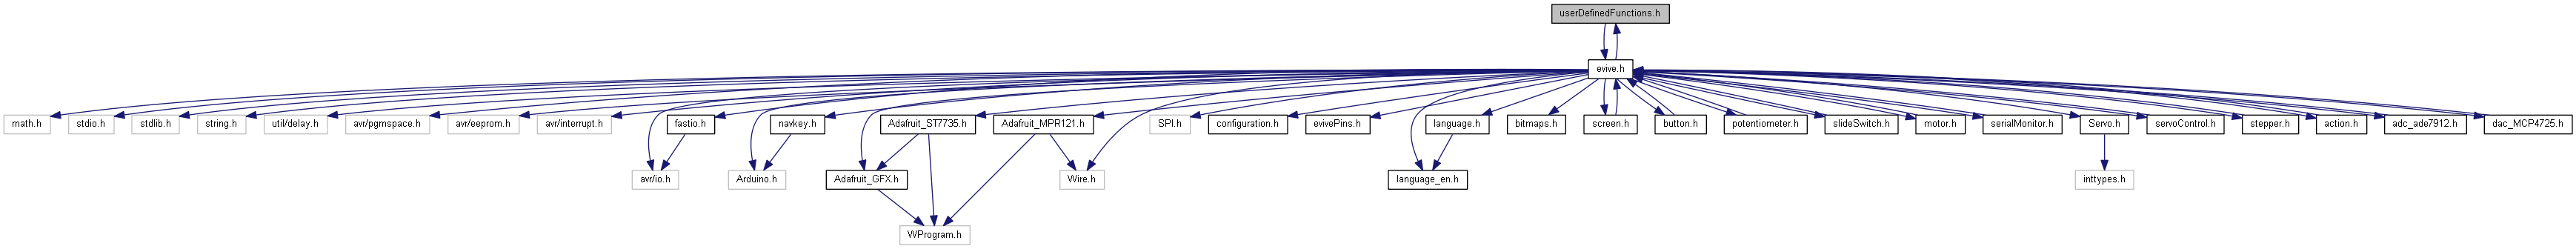 userDefinedFunctions.h
evive.h
math.h
stdio.h
stdlib.h
string.h
util/delay.h
avr/pgmspace.h
avr/eeprom.h
avr/interrupt.h
fastio.h
navkey.h
Adafruit_ST7735.h
Adafruit_MPR121.h
SPI.h
configuration.h
evivePins.h
language.h
bitmaps.h
screen.h
button.h
potentiometer.h
slideSwitch.h
motor.h
serialMonitor.h
Servo.h
servoControl.h
stepper.h
action.h
adc_ade7912.h
dac_MCP4725.h
avr/io.h
Arduino.h
Adafruit_GFX.h
Wire.h
language_en.h
inttypes.h
WProgram.h